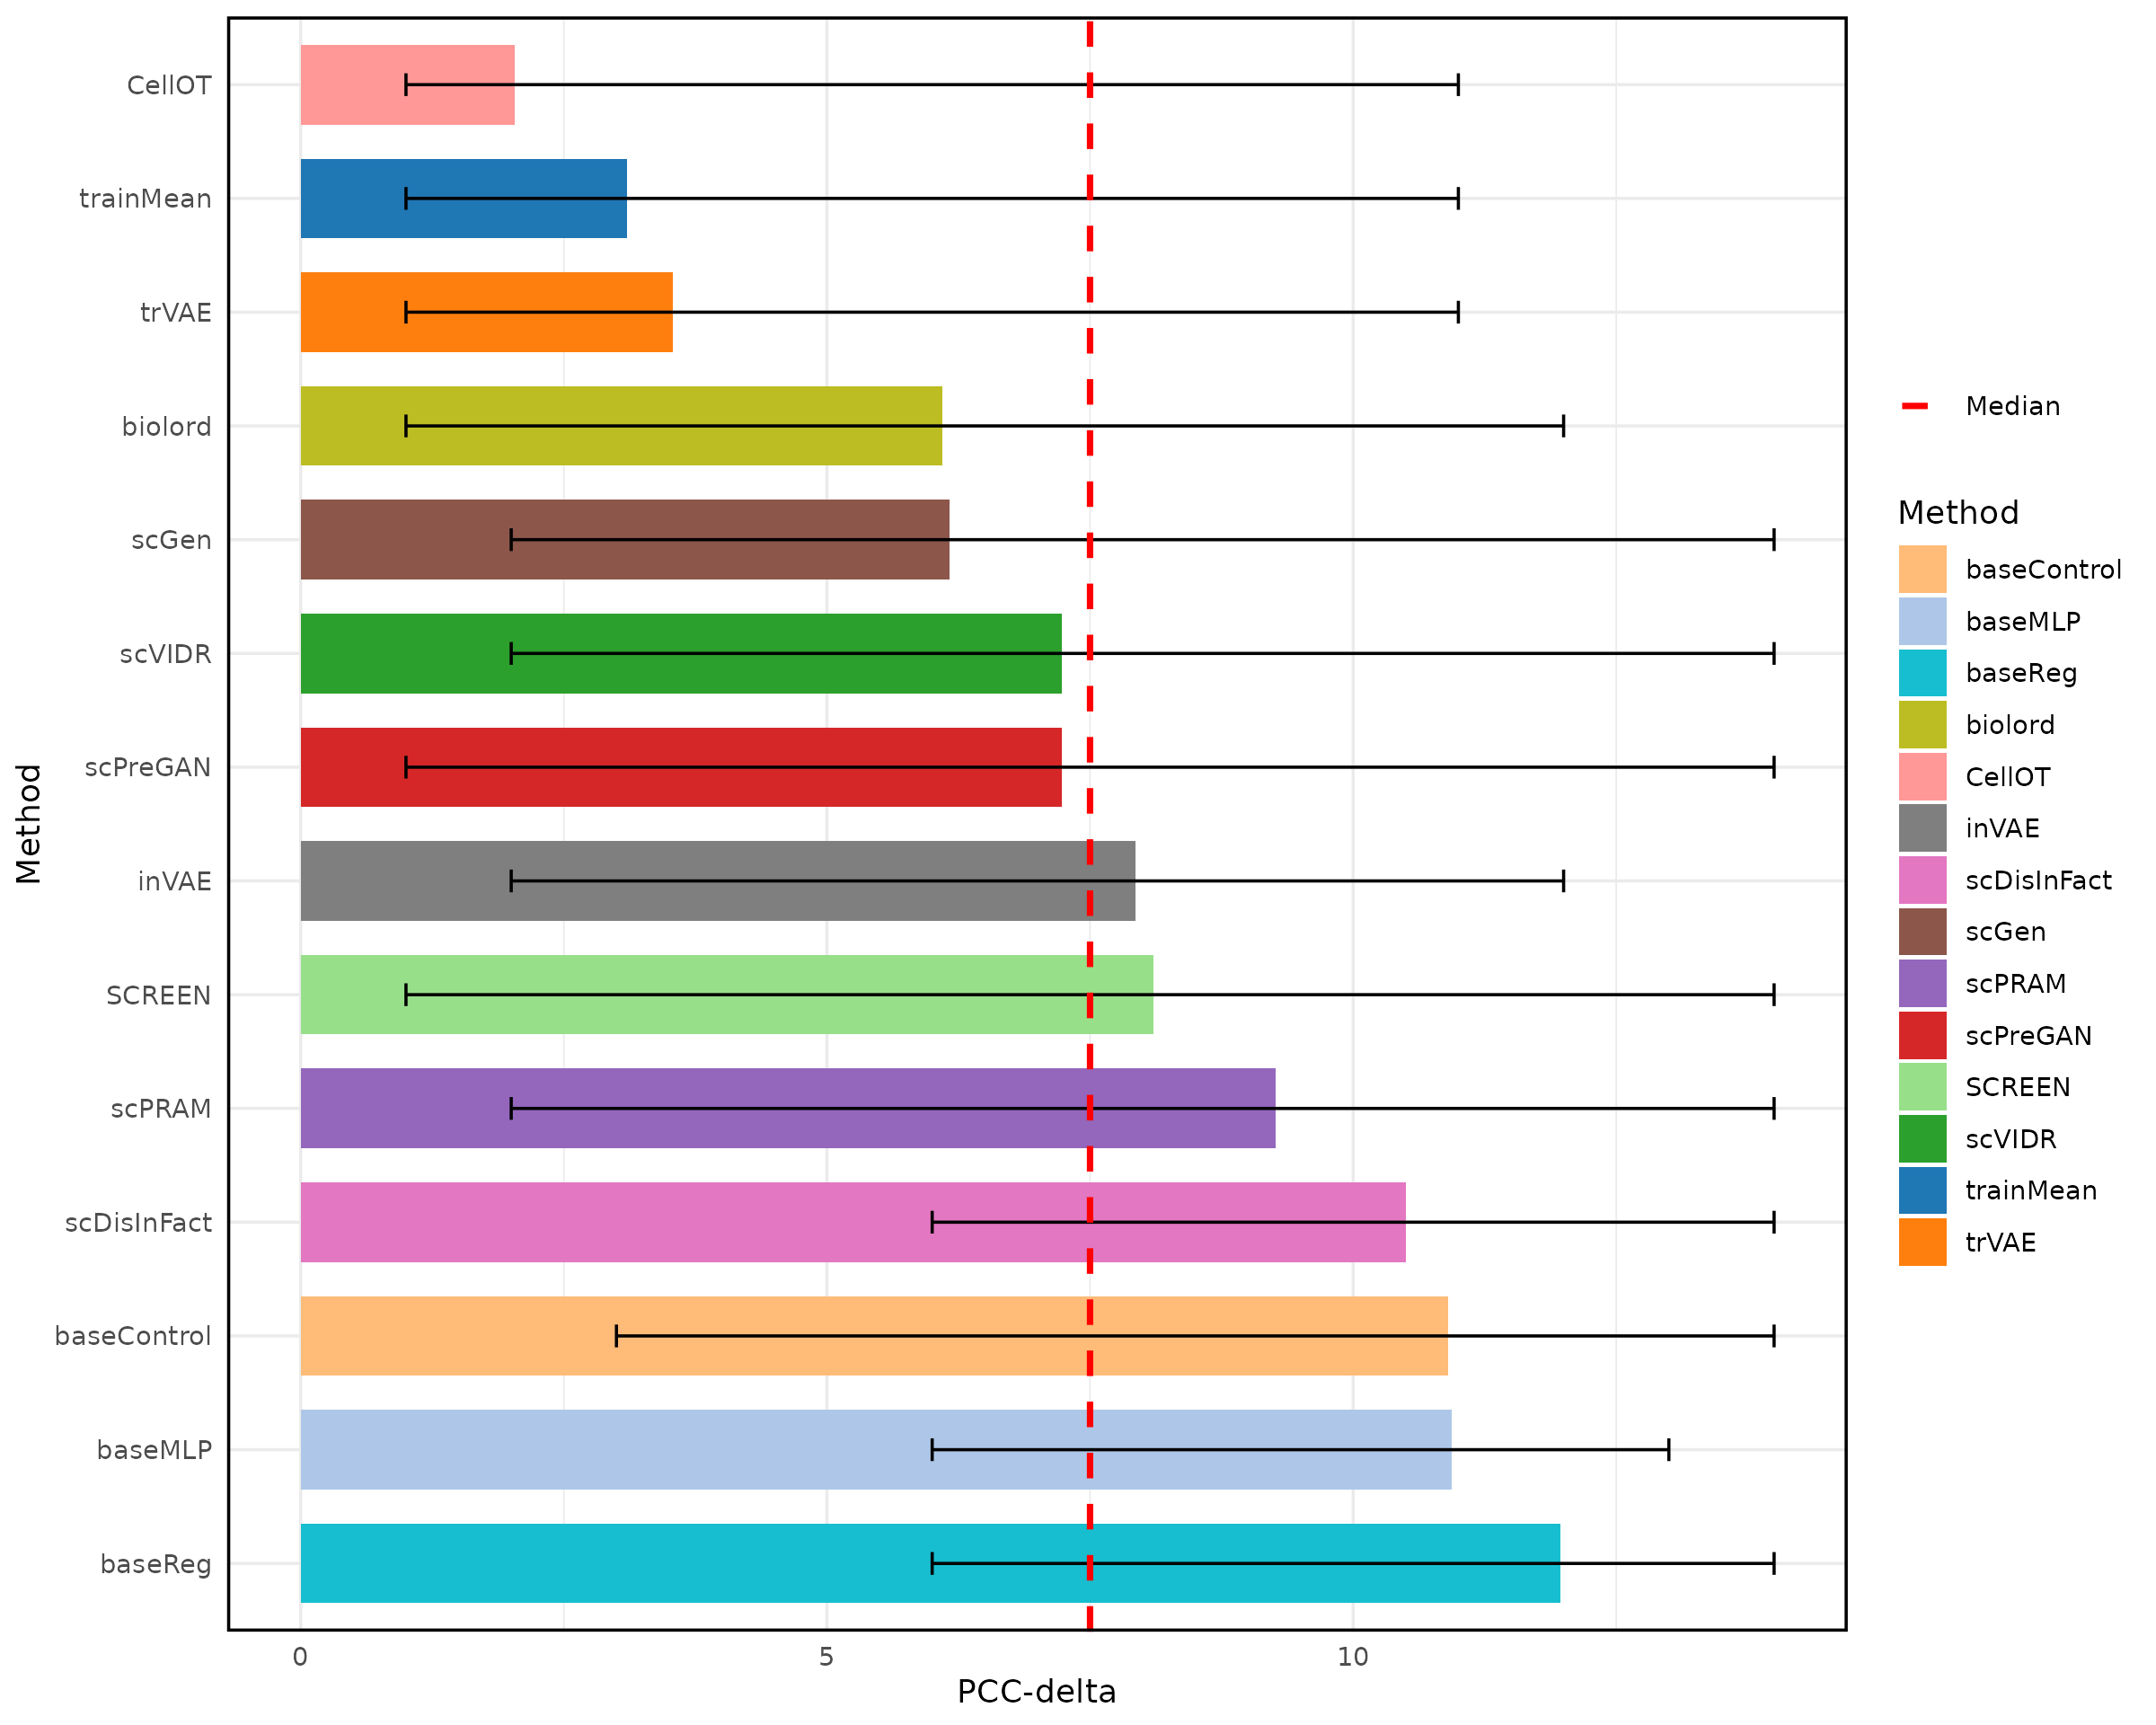 CellOT
trainMean
trVAE
biolord
scGen
scVIDR
scPreGAN
inVAE
SCREEN
scPRAM
scDisInFact
baseControl
baseMLP
baseReg
Method
0 5 10
PCC-delta
Median
Method
baseControl
baseMLP
baseReg
biolord
CellOT
inVAE
scDisInFact
scGen
scPRAM
scPreGAN
SCREEN
scVIDR
trainMean
trVAE